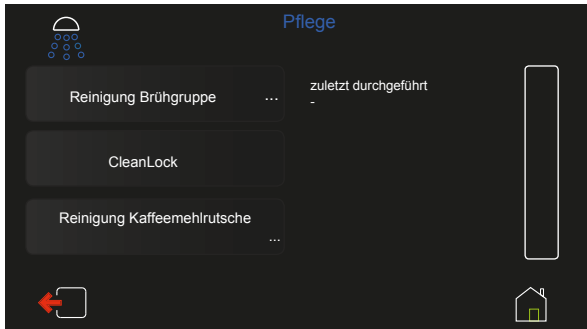 Pflege
Reinigung Brühgruppe ...
zuletzt durchgeführt
-
CleanLock
Reinigung Kaffeemehlrutsche
...